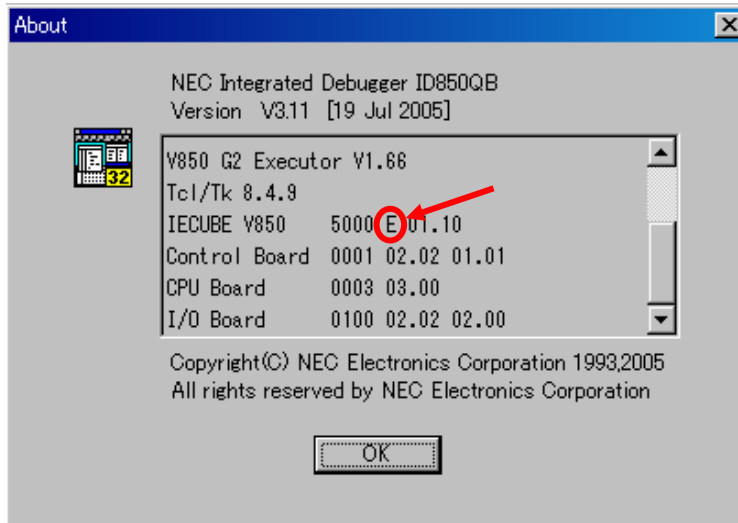 About
NEC Integrated Debugger ID850QB
Version V3.11 [19 Jul 2005]
32
V850 G2 Executor V1.66
Tcl/Tk 8.4.9
IECUBE V850 5000 E 01.10
Control Board 0001 02.02 01.01
CPU Board 0003 03.00
I/O Board 0100 02.02 02.00
Copyright(C) NEC Electronics Corporation 1993,2005
All rights reserved by NEC Electronics Corporation
OK